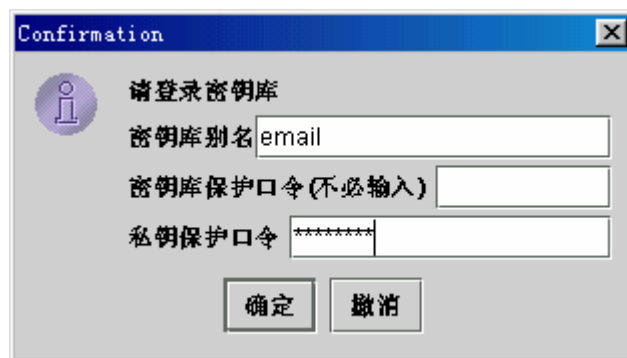 Confirmation
请登录密钥库
密钥库别名 email
密钥库保护口令(不必输入)
私钥保护口令 ********
确定 撤消